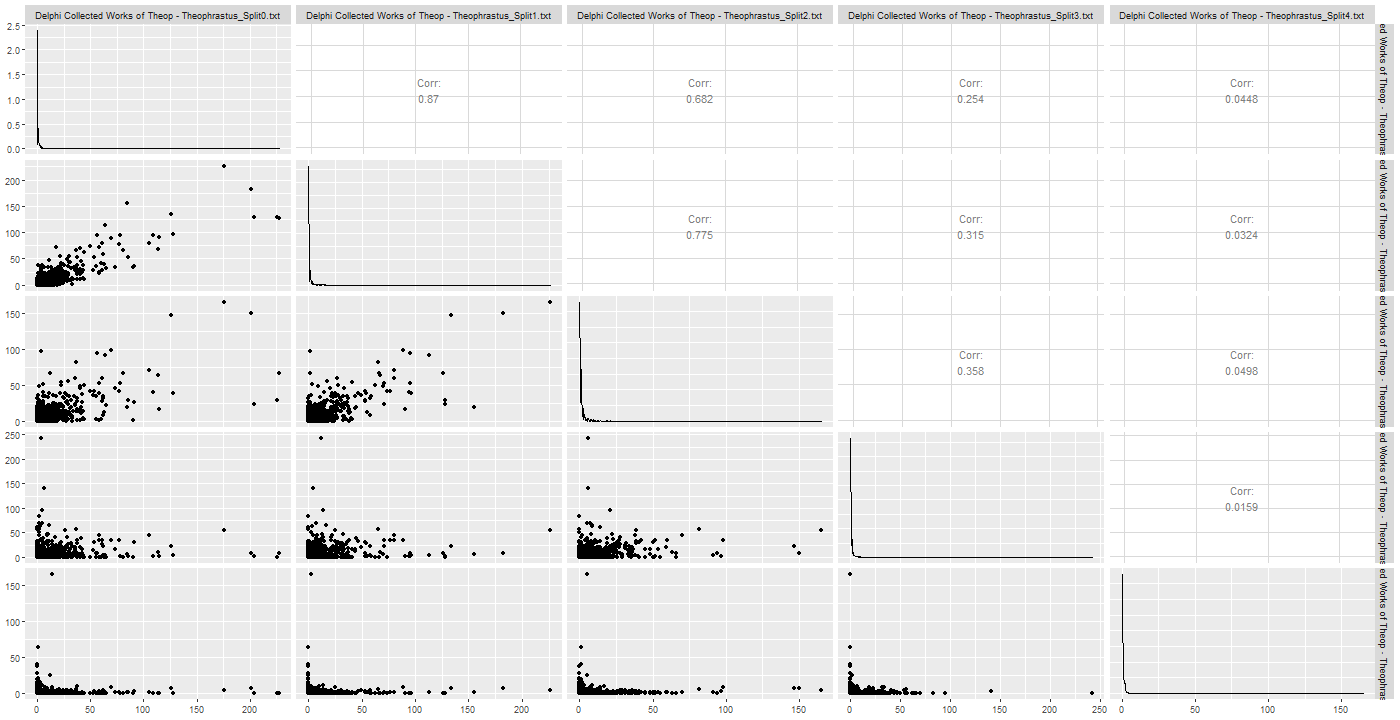 Delphi Collected Works of Theop - Theophrastus_Split0.txt
Delphi Collected Works of Theop - Theophrastus_Split1.txt
Delphi Collected Works of Theop - Theophrastus_Split2.txt
Delphi Collected Works of Theop - Theophrastus_Split3.txt
Delphi Collected Works of Theop - Theophrastus_Split4.txt
2.5
2.0
1.5
1.0
0.5
0.0
Corr:
0.87
Corr:
0.682
Corr:
0.254
Corr:
0.0448
ed Works of Theop - Theophras
200
150
100
50
0
Corr:
0.775
Corr:
0.315
Corr:
0.0324
ed Works of Theop - Theophras
150
100
50
0
Corr:
0.358
Corr:
0.0498
ed Works of Theop - Theophras
250
200
150
100
50
0
Corr:
0.0159
ed Works of Theop - Theophras
150
100
50
0
ed Works of Theop - Theophras
0 50 100 150 200
0 50 100 150 200
0 50 100 150
0 50 100 150 200 250
0 50 100 150